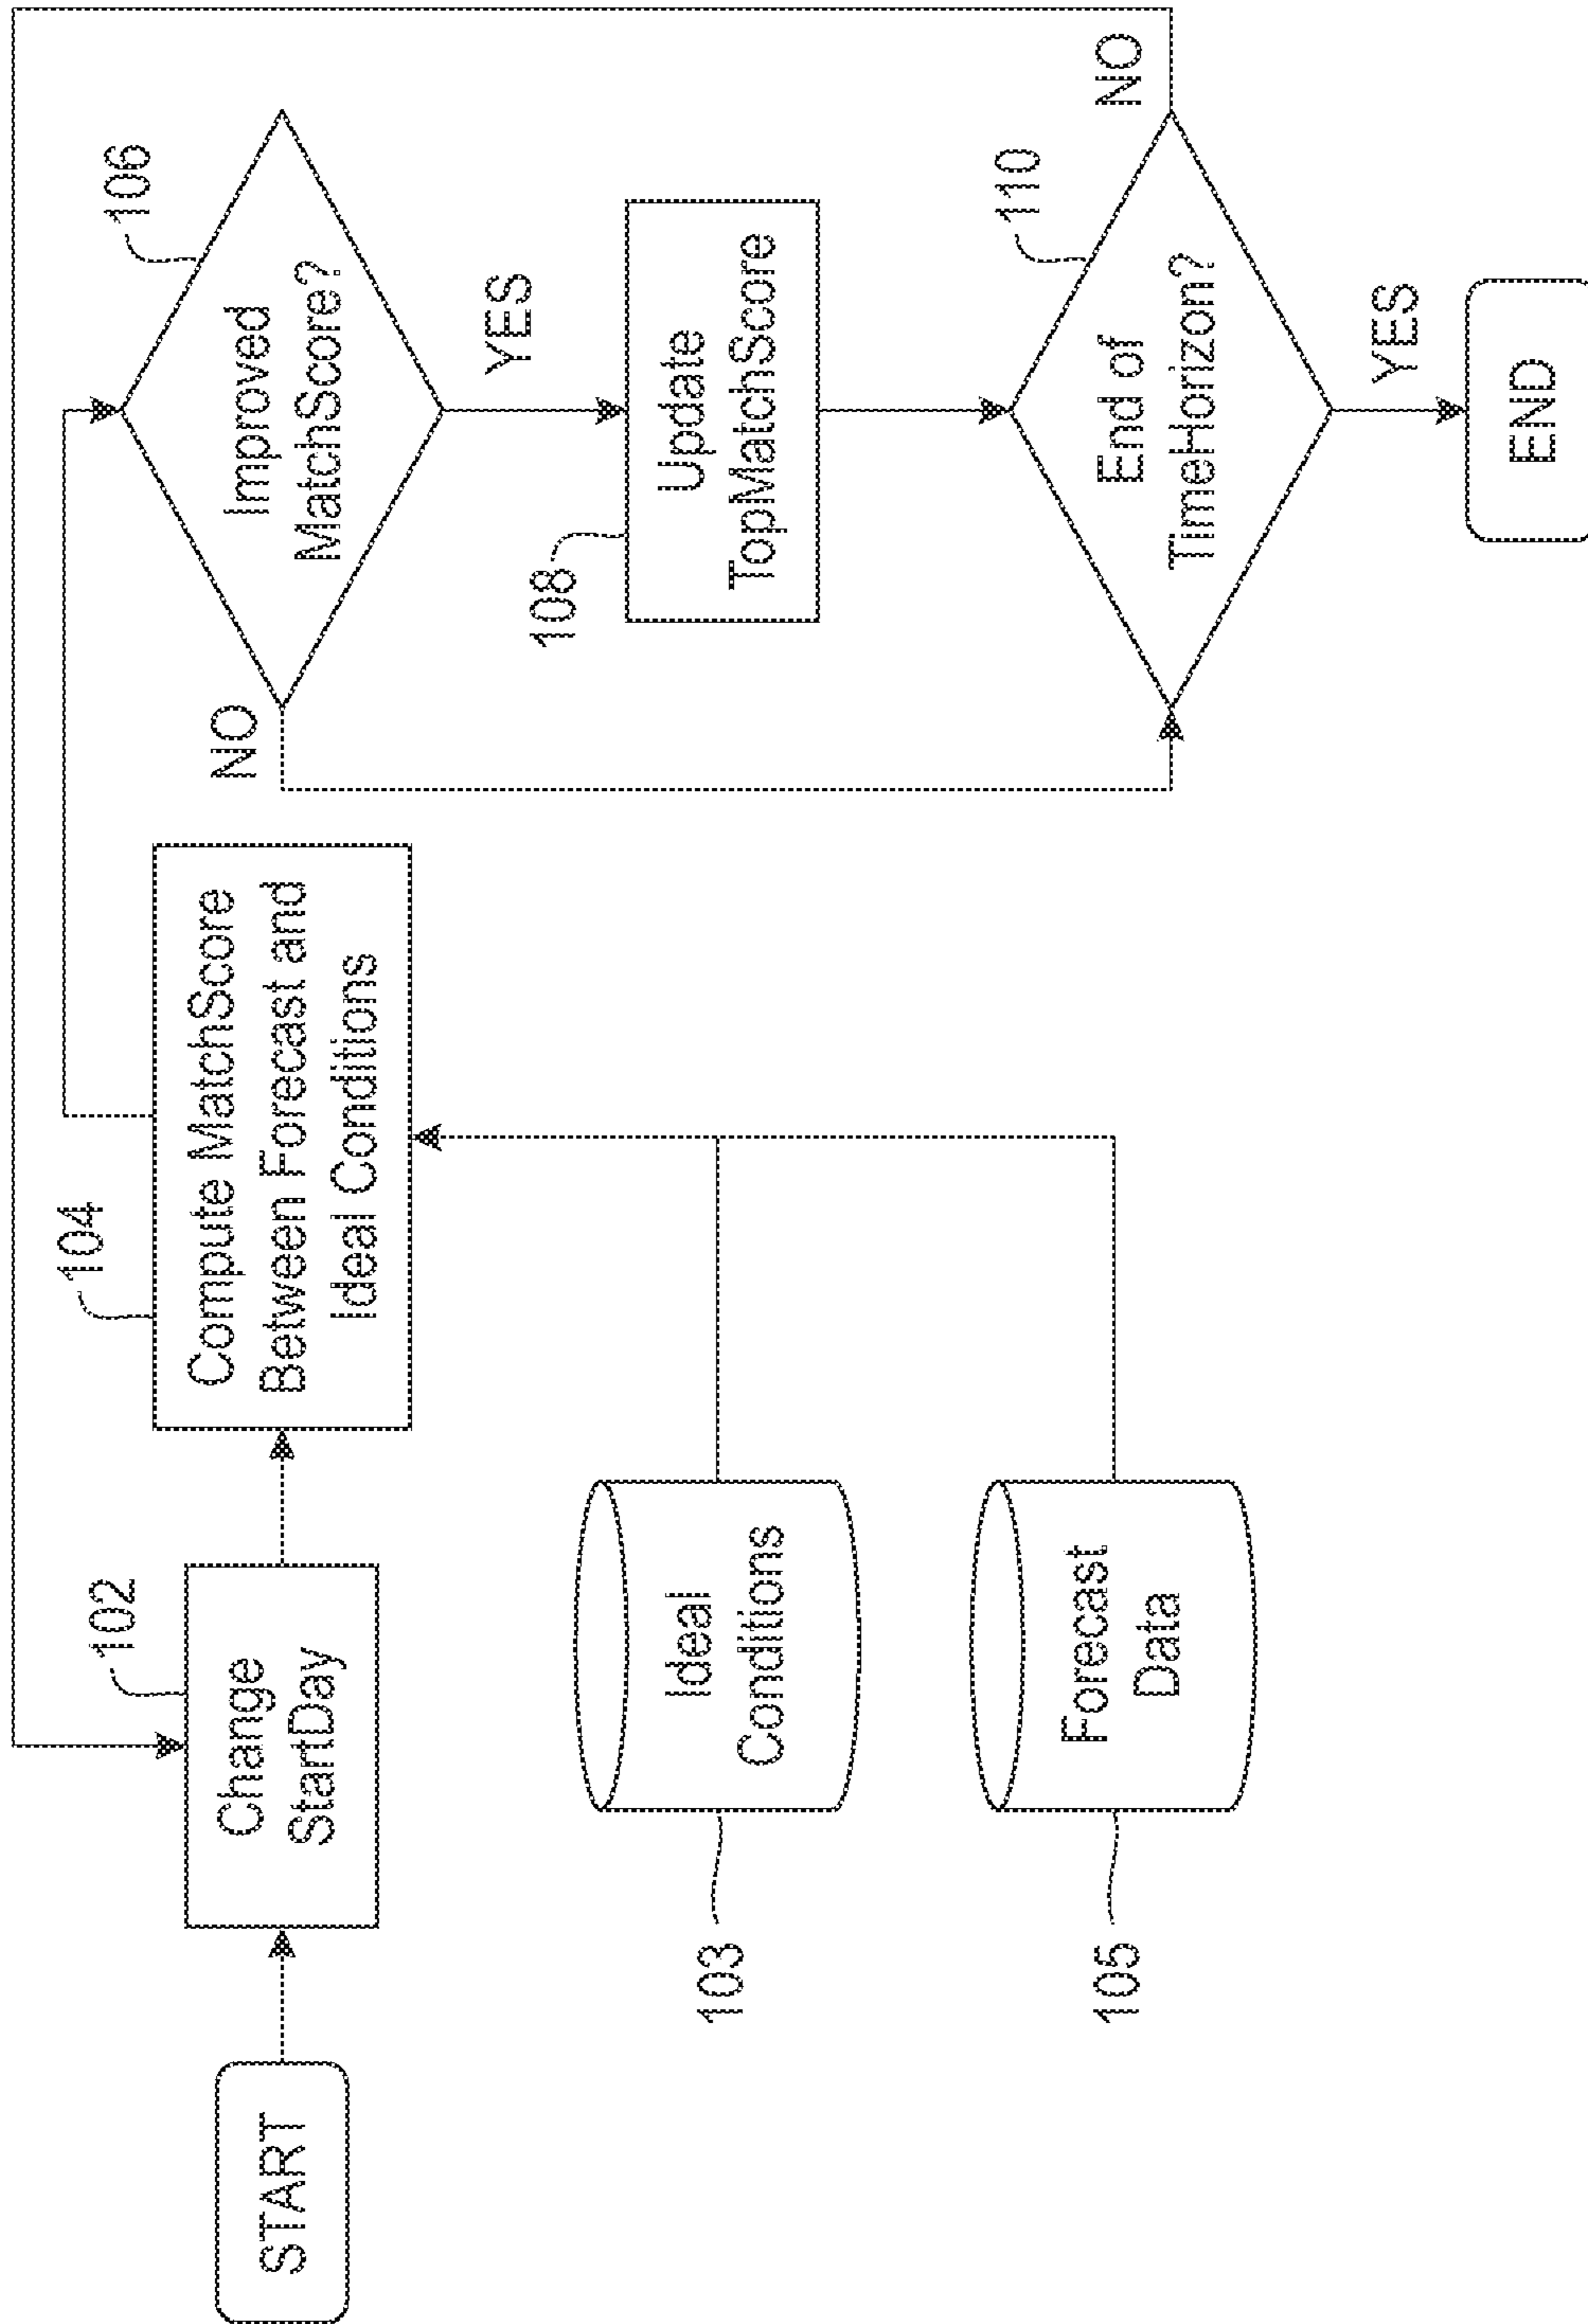 START
102
Change
StartDay
104
Compute MatchScore
Between Forecast and
Ideal Conditions
103
Ideal
Conditions
105
Forecast
Data
106
Improved
MatchScore?
NO
YES
108
Update
TopMatchScore
110
End of
TimeHorizon?
NO
YES
END